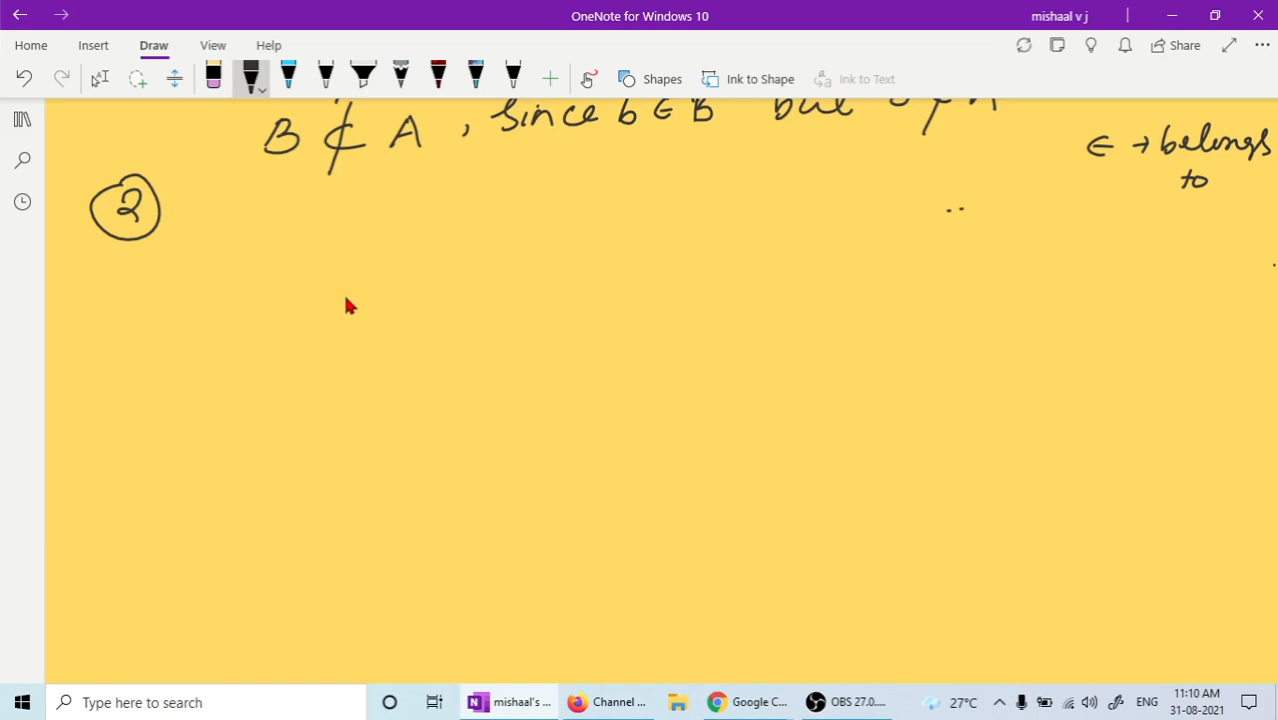 OneNote for Windows 10
mishaal v j
Home Insert Draw View Help
Share
Shapes Ink to Shape Ink to Text
B ⊄ A , since b ∈ B but
∈ → belongs
to
2
Type here to search
mishaal's ...
Channel ...
Google C...
OBS 27.0....
27°C
ENG
11:10 AM
31-08-2021